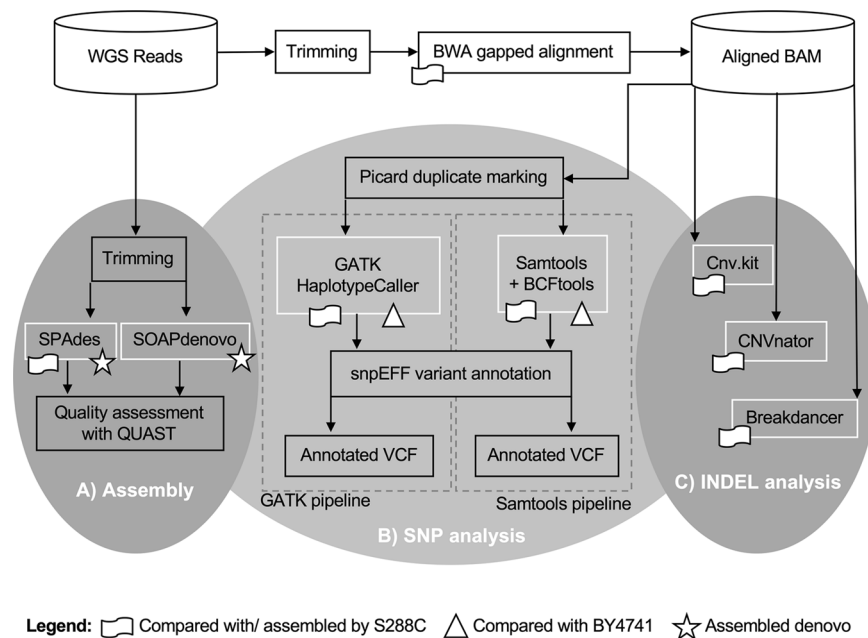 WGS Reads
Trimming
BWA gapped alignment
Aligned BAM
Picard duplicate marking
Trimming
GATK
HaplotypeCaller
Samtools
+ BCFtools
Cnv.kit
SPAdes
SOAPdenovo
CNVnator
snpEFF variant annotation
Quality assessment
with QUAST
Breakdancer
Annotated VCF
Annotated VCF
A) Assembly
C) INDEL analysis
GATK pipeline
Samtools pipeline
B) SNP analysis
Legend: Compared with/ assembled by S288C Compared with BY4741 Assembled denovo